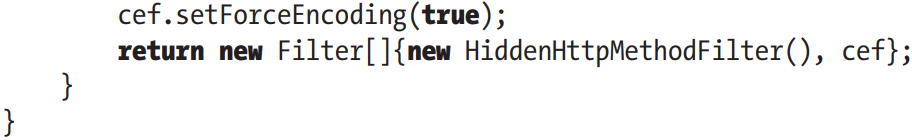 cef.setForceEncoding(true);
return new Filter[]{new HiddenHttpMethodFilter(), cef};
}
}